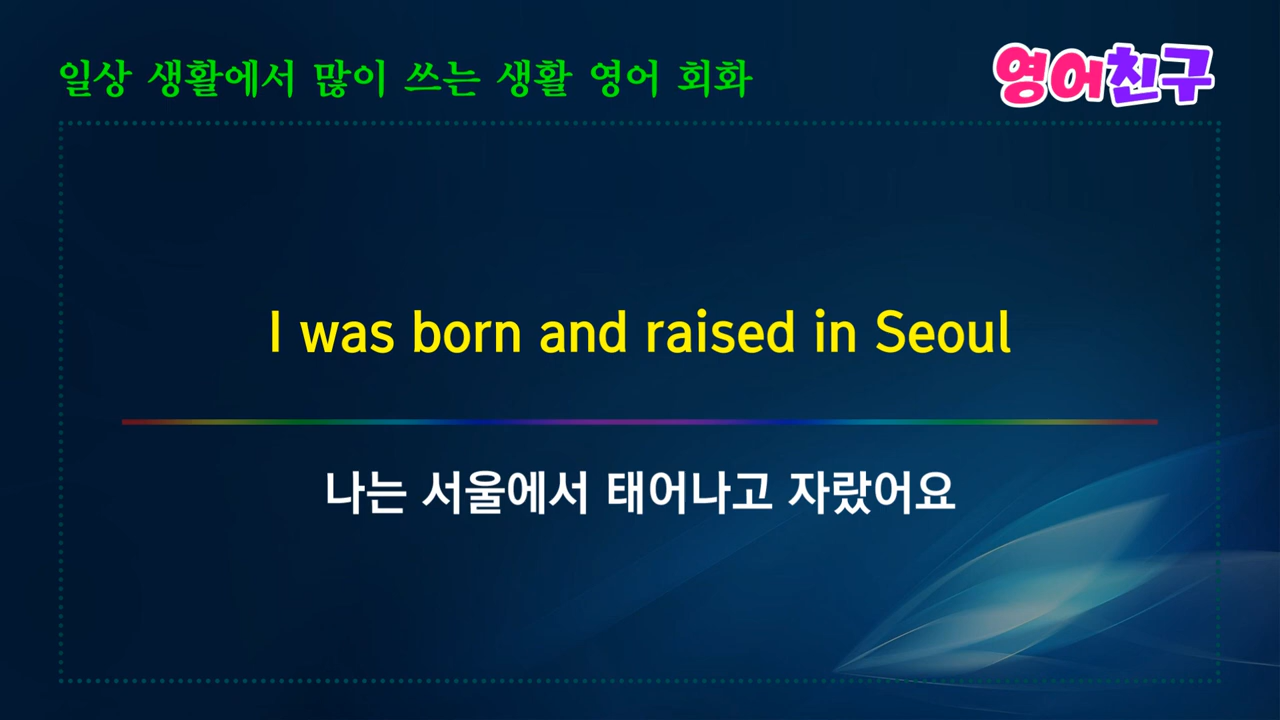 일상 생활에서 많이 쓰는 생활 영어 회화
영어친구
I was born and raised in Seoul
나는 서울에서 태어나고 자랐어요